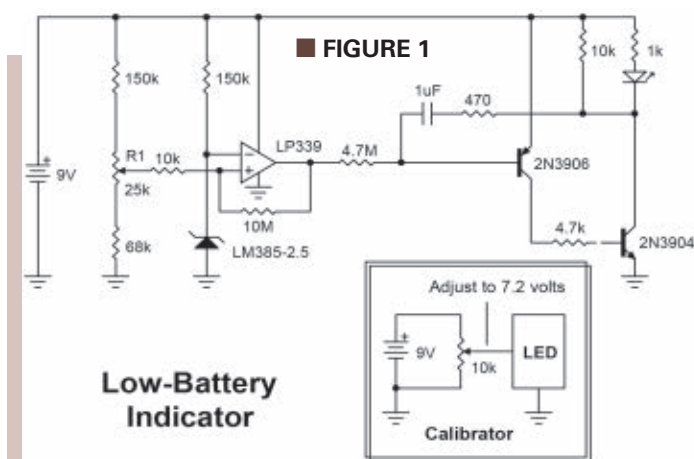 ■ FIGURE 1
150k
150k
10k
1k
1uF
470
LP339
R1
10k
4.7M
2N3906
9V
25k
10M
4.7k
68k
LM385-2.5
2N3904
Adjust to 7.2 volts
9V
10k
LED
Calibrator
Low-Battery
Indicator